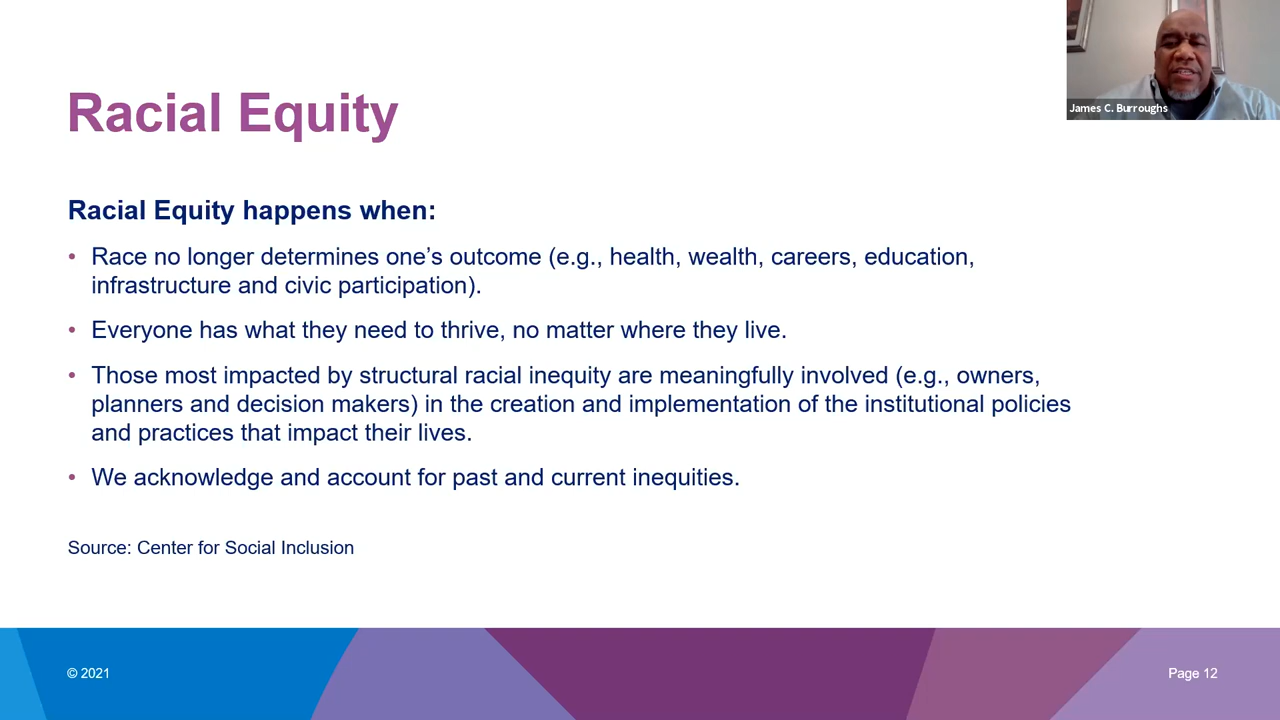 Racial Equity
James C. Burroughs
Racial Equity happens when:
• Race no longer determines one’s outcome (e.g., health, wealth, careers, education,
infrastructure and civic participation).
• Everyone has what they need to thrive, no matter where they live.
• Those most impacted by structural racial inequity are meaningfully involved (e.g., owners,
planners and decision makers) in the creation and implementation of the institutional policies
and practices that impact their lives.
• We acknowledge and account for past and current inequities.
Source: Center for Social Inclusion
© 2021
Page 12